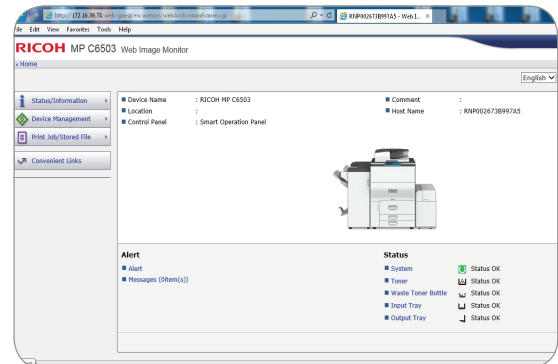 http://172.16.98.78/web/guest/en/websys/webArch/mainFrame.cgi
RNP002673B997A5 - Web I...
File Edit View Favorites Tools Help
RICOH MP C6503 Web Image Monitor
Home
English
Status/Information
Device Management
Print Job/Stored File
Convenient Links
Device Name : RICOH MP C6503
Comment :
Location :
Host Name : RNP002673B997A5
Control Panel : Smart Operation Panel
Alert
Status
Alert
System Status OK
Messages (0item(s))
Toner Status OK
Waste Toner Bottle Status OK
Input Tray Status OK
Output Tray Status OK